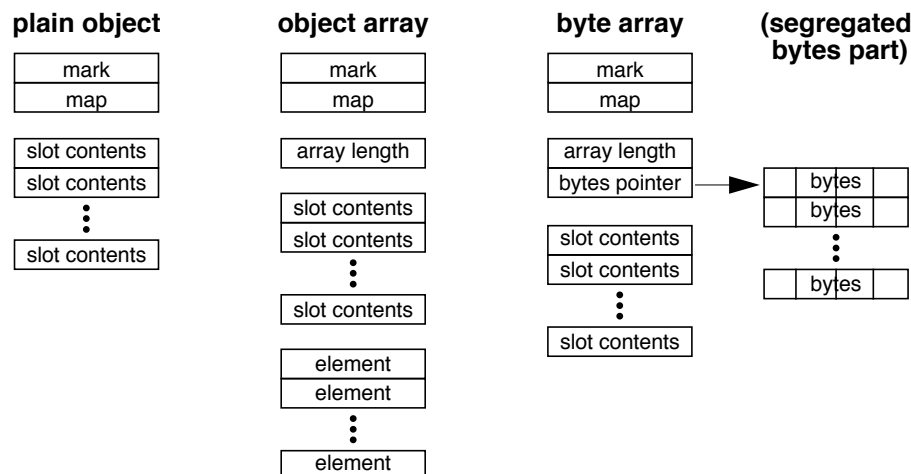 plain object
mark
map
slot contents
slot contents
slot contents
object array
mark
map
array length
slot contents
slot contents
slot contents
element
element
element
byte array
mark
map
array length
bytes pointer
slot contents
slot contents
slot contents
(segregated
bytes part)
bytes
bytes
bytes